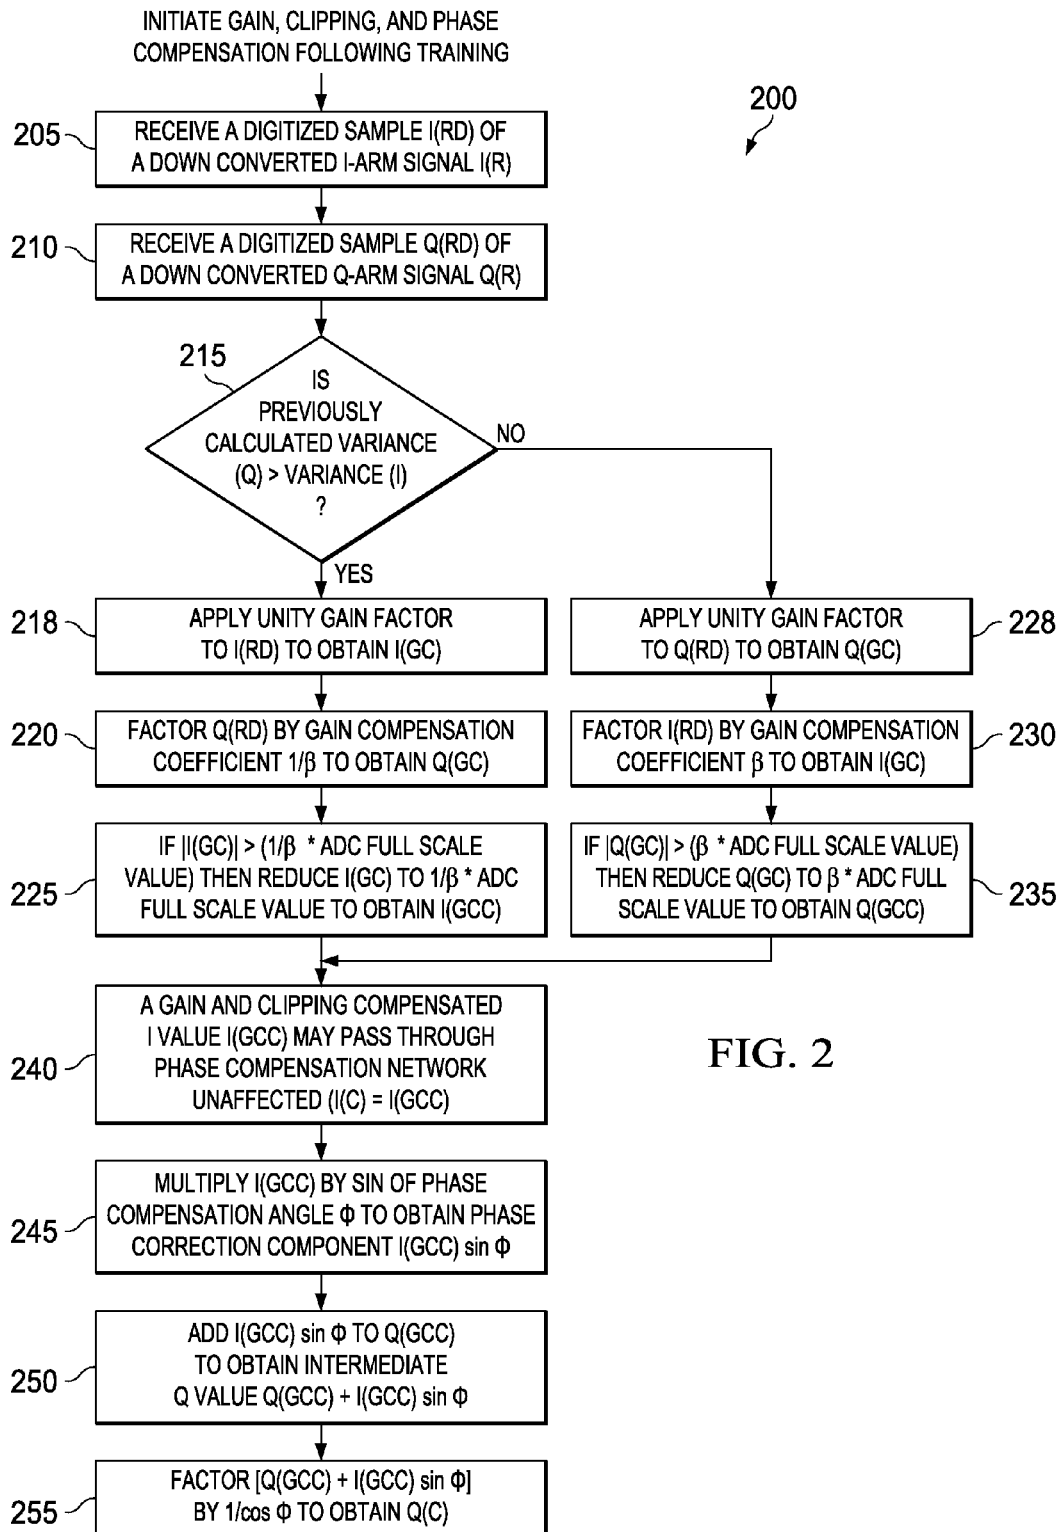 INITIATE GAIN, CLIPPING, AND PHASE
COMPENSATION FOLLOWING TRAINING
200
205
RECEIVE A DIGITIZED SAMPLE I(RD) OF
A DOWN CONVERTED I-ARM SIGNAL I(R)
210
RECEIVE A DIGITIZED SAMPLE Q(RD) OF
A DOWN CONVERTED Q-ARM SIGNAL Q(R)
215
IS
PREVIOUSLY
CALCULATED VARIANCE
(Q) > VARIANCE (I)
?
NO
YES
218
APPLY UNITY GAIN FACTOR
TO I(RD) TO OBTAIN I(GC)
APPLY UNITY GAIN FACTOR
TO Q(RD) TO OBTAIN Q(GC)
228
220
FACTOR Q(RD) BY GAIN COMPENSATION
COEFFICIENT 1/β TO OBTAIN Q(GC)
FACTOR I(RD) BY GAIN COMPENSATION
COEFFICIENT β TO OBTAIN I(GC)
230
225
IF |I(GC)| > (1/β * ADC FULL SCALE
VALUE) THEN REDUCE I(GC) TO 1/β * ADC
FULL SCALE VALUE TO OBTAIN I(GCC)
IF |Q(GC)| > (β * ADC FULL SCALE VALUE)
THEN REDUCE Q(GC) TO β * ADC FULL
SCALE VALUE TO OBTAIN Q(GCC)
235
240
A GAIN AND CLIPPING COMPENSATED
I VALUE I(GCC) MAY PASS THROUGH
PHASE COMPENSATION NETWORK
UNAFFECTED (I(C) = I(GCC)
FIG. 2
245
MULTIPLY I(GCC) BY SIN OF PHASE
COMPENSATION ANGLE Φ TO OBTAIN PHASE
CORRECTION COMPONENT I(GCC) sin Φ
250
ADD I(GCC) sin Φ TO Q(GCC)
TO OBTAIN INTERMEDIATE
Q VALUE Q(GCC) + I(GCC) sin Φ
255
FACTOR [Q(GCC) + I(GCC) sin Φ]
BY 1/cos Φ TO OBTAIN Q(C)